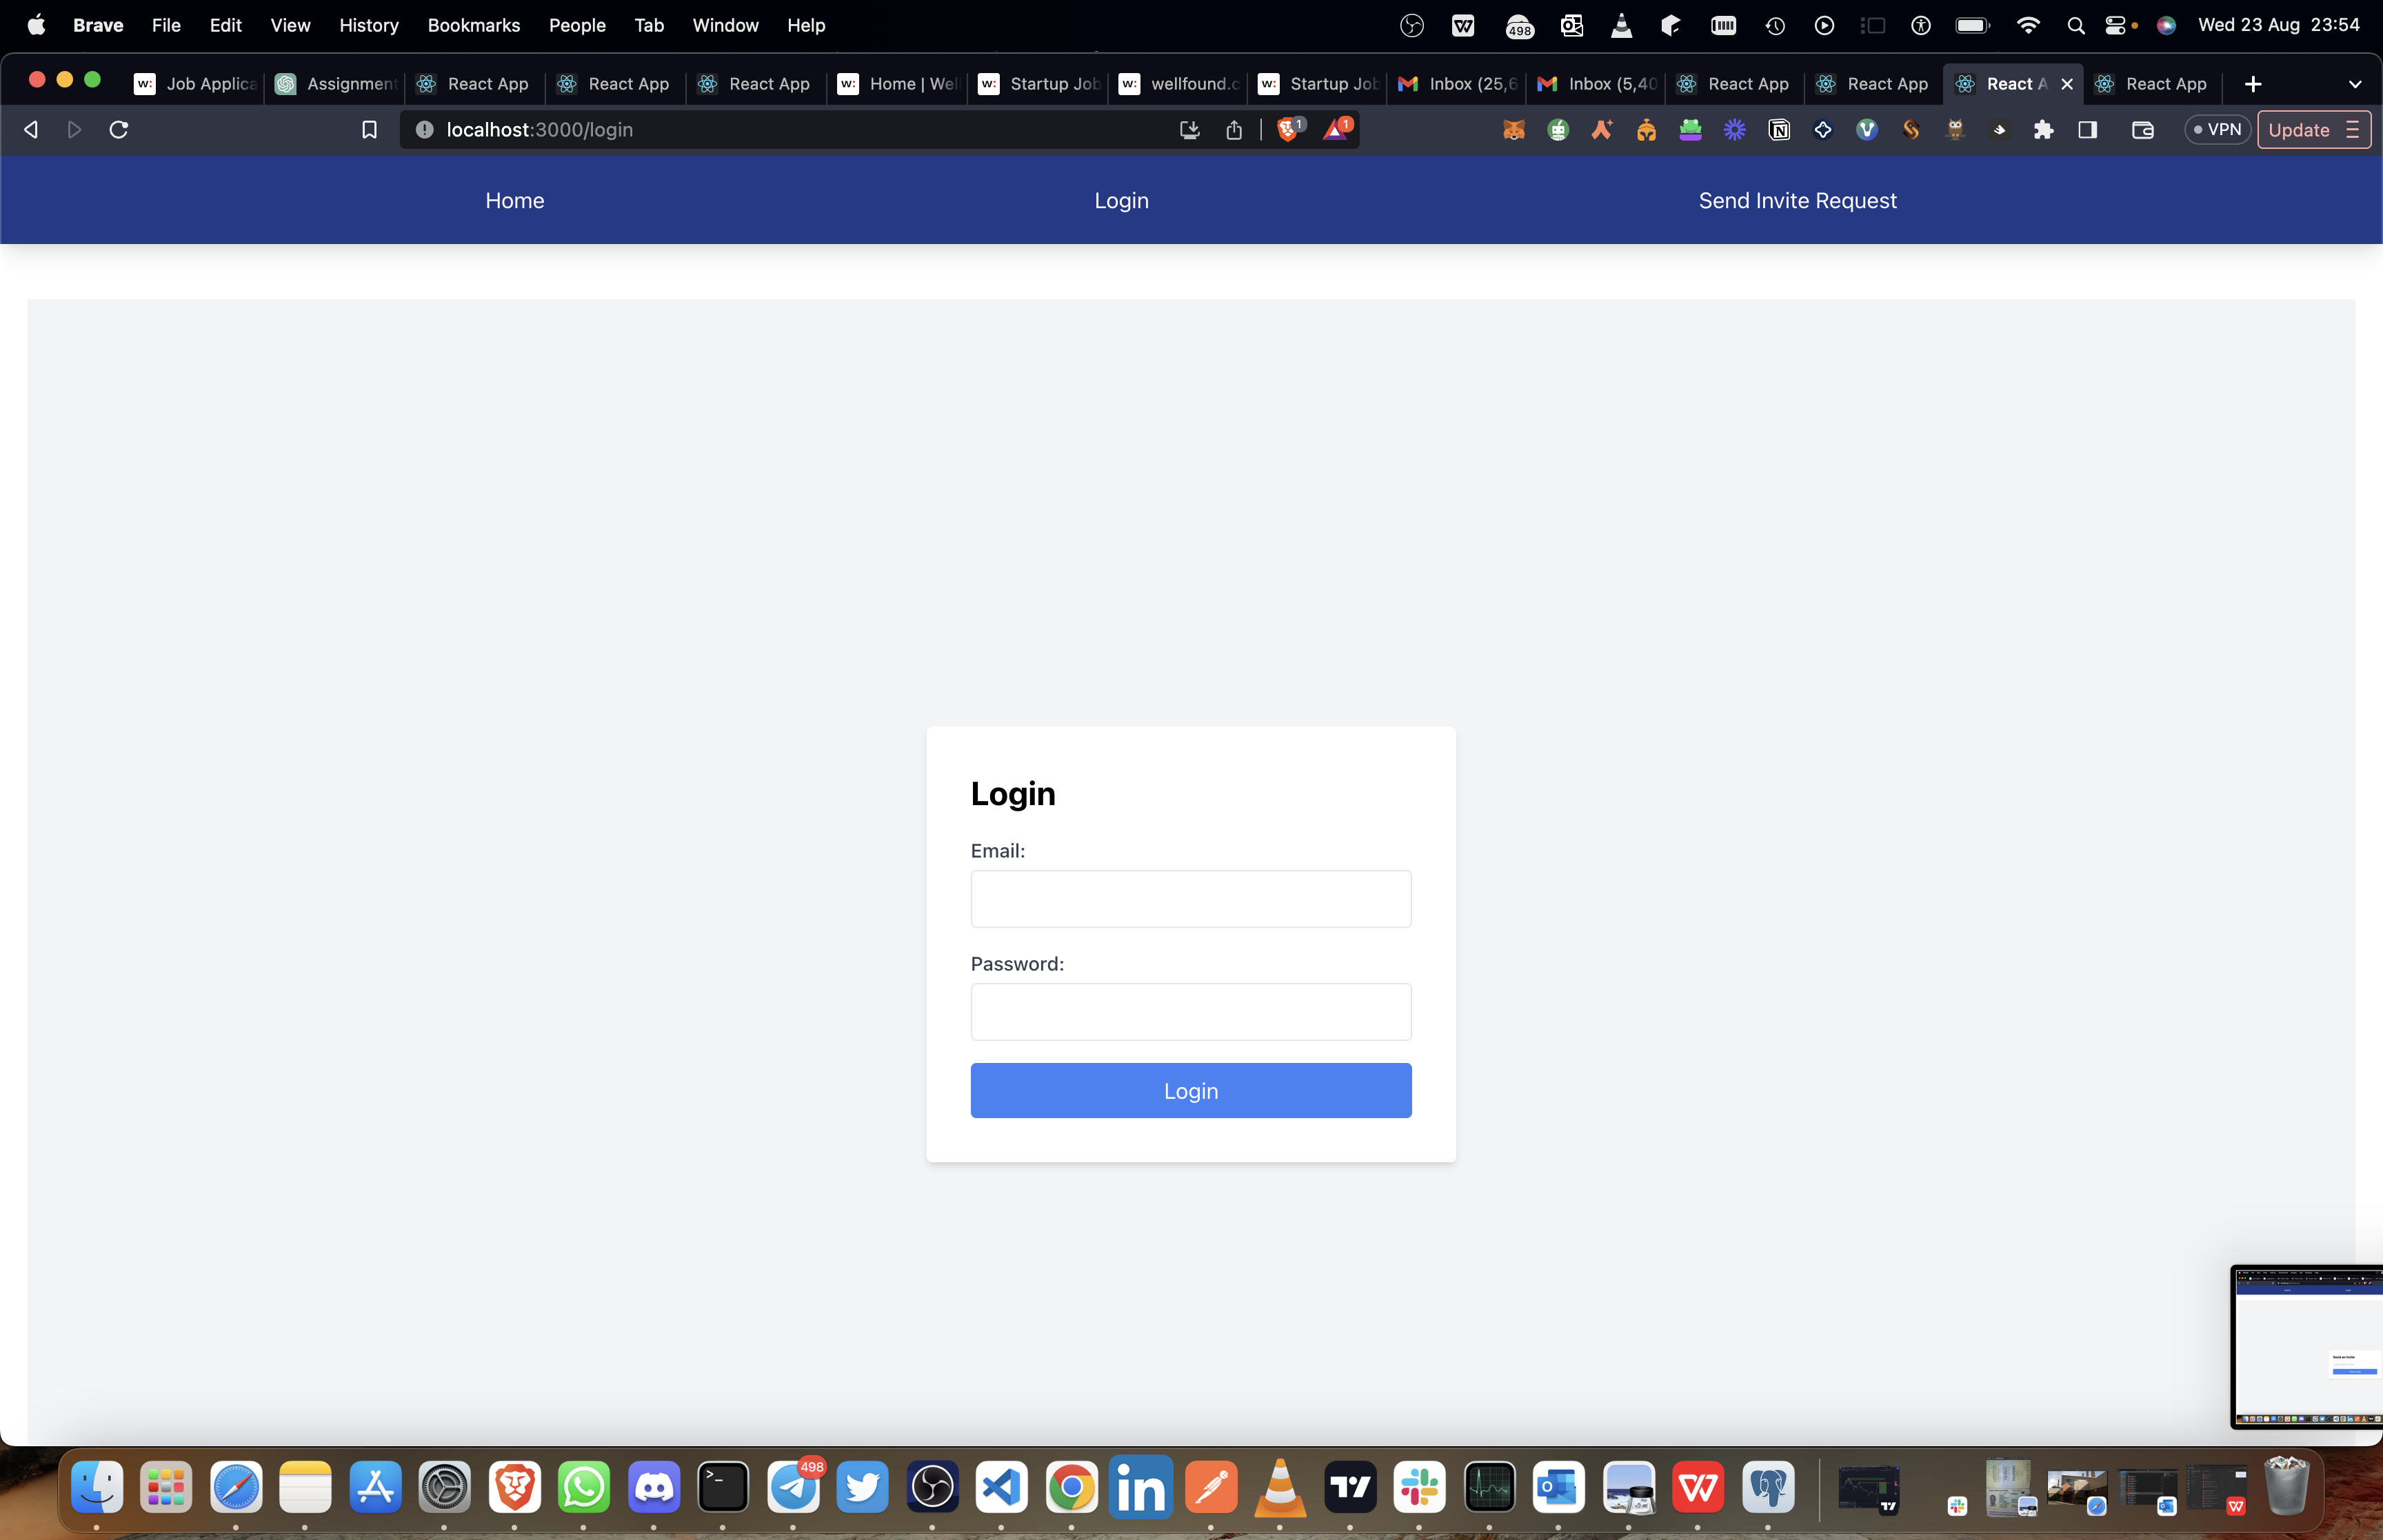 Brave File Edit View History Bookmarks People Tab Window Help 498 Wed 23 Aug 23:54
w: Job Applica Assignment React App React App React App w: Home | Well w: Startup Job w: wellfound.c w: Startup Job Inbox (25,6 Inbox (5,40 React App React App React A React App
localhost:3000/login 1 1 VPN Update
Home Login Send Invite Request
Login
Email:
Password:
Login
498